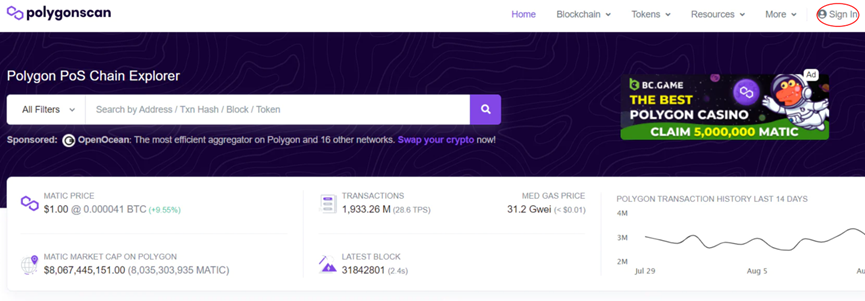 polygonscan
Home Blockchain Tokens Resources More Sign In
Polygon PoS Chain Explorer
All Filters Search by Address / Txn Hash / Block / Token
Sponsored: OpenOcean: The most efficient aggregator on Polygon and 16 other networks. Swap your crypto now!
Ad
BC.GAME
THE BEST
POLYGON CASINO
CLAIM 5,000,000 MATIC
MATIC PRICE
$1.00 @ 0.000041 BTC (+9.55%)
MATIC MARKET CAP ON POLYGON
$8,067,445,151.00 (8,035,303,935 MATIC)
TRANSACTIONS
1,933.26 M (28.6 TPS)
MED GAS PRICE
31.2 Gwei (< $0.01)
LATEST BLOCK
31842801 (2.4s)
POLYGON TRANSACTION HISTORY LAST 14 DAYS
4M
3M
2M
Jul 29 Aug 5 Au